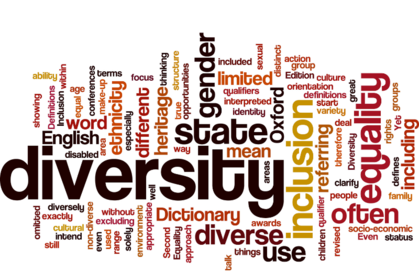 diversity
equality
inclusion
state
gender
often
diverse
use
including
referring
different
ethnicity
word
limited
mean
heritage
English
Dictionary
Oxford
ability
showing
Definitions
Inclusion
within
age
equal
make-up
conferences
terms
area
especially
disabled
focus
thinking
opportunities
structure
true
way
included
qualifiers
interpreted
identity
sexual
distinct
action
group
Edition
orientation
definitions
start
variety
culture
great
deal
therefore
Diversity
clarify
people
rights
Yet
groups
defines
family
socio-economic
Even
status
revised
qualifier
children
areas
awards
things
talk
approach
Equality
Second
appropriate
well
environment
solely
range
excluding
without
used
even
non-diverse
diversely
exactly
cultural
intend
still
omitted